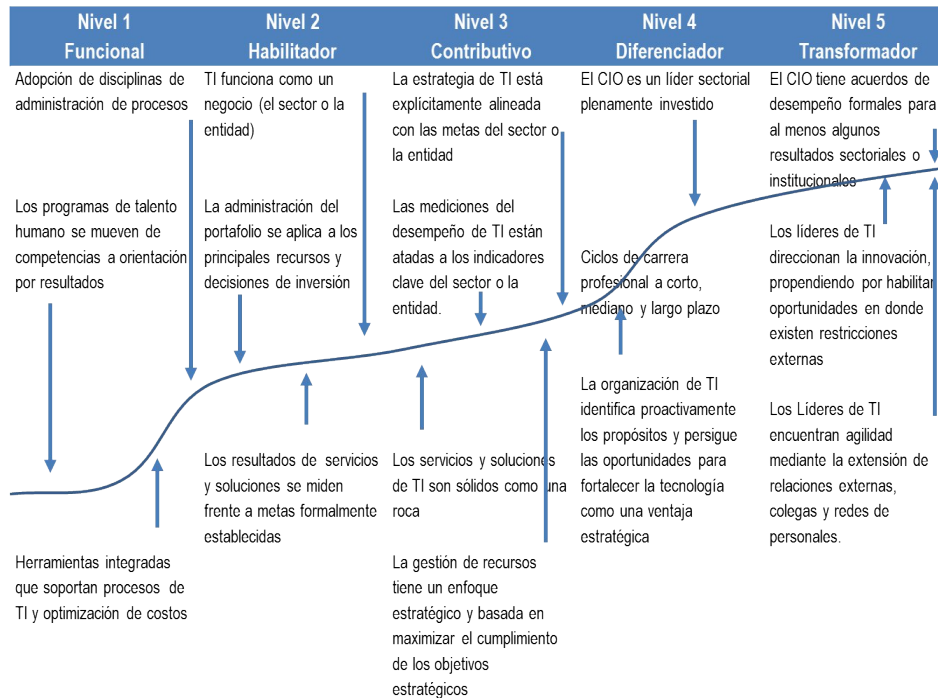 Nivel 1
Funcional
Nivel 2
Habilitador
Nivel 3
Contributivo
Nivel 4
Diferenciador
Nivel 5
Transformador
Adopción de disciplinas de
administración de procesos
Los programas de talento
humano se mueven de
competencias a orientación
por resultados
Herramientas integradas
que soportan procesos de
TI y optimización de costos
TI funciona como un
negocio (el sector o la
entidad)
La administración del
portafolio se aplica a los
principales recursos y
decisiones de inversión
Los resultados de servicios
y soluciones se miden
frente a metas formalmente
establecidas
La estrategia de TI está
explícitamente alineada
con las metas del sector o
la entidad
Las mediciones del
desempeño de TI están
atadas a los indicadores
clave del sector o la
entidad.
Los servicios y soluciones
de TI son sólidos como una
roca
La gestión de recursos
tiene un enfoque
estratégico y basada en
maximizar el cumplimiento
de los objetivos
estratégicos
El CIO es un líder sectorial
plenamente investido
Ciclos de carrera
profesional a corto,
mediano y largo plazo
La organización de TI
identifica proactivamente
los propósitos y persigue
las oportunidades para
fortalecer la tecnología
como una ventaja
estratégica
El CIO tiene acuerdos de
desempeño formales para
al menos algunos
resultados sectoriales o
institucionales
Los líderes de TI
direccionan la innovación,
propendiendo por habilitar
oportunidades en donde
existen restricciones
externas
Los Líderes de TI
encuentran agilidad
mediante la extensión de
relaciones externas,
colegas y redes de
personales.